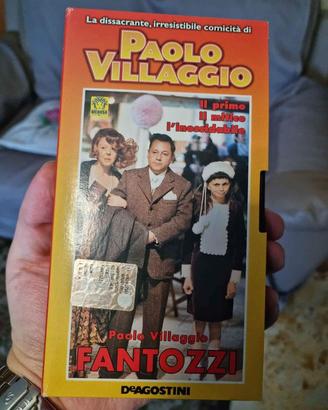 La dissacrante, irresistibile comicità di
PAOLO
VILLAGGIO
Il primo
Il mitico
l'inossidabile
Paolo Villaggio
FANTOZZI
DEAGOSTINI